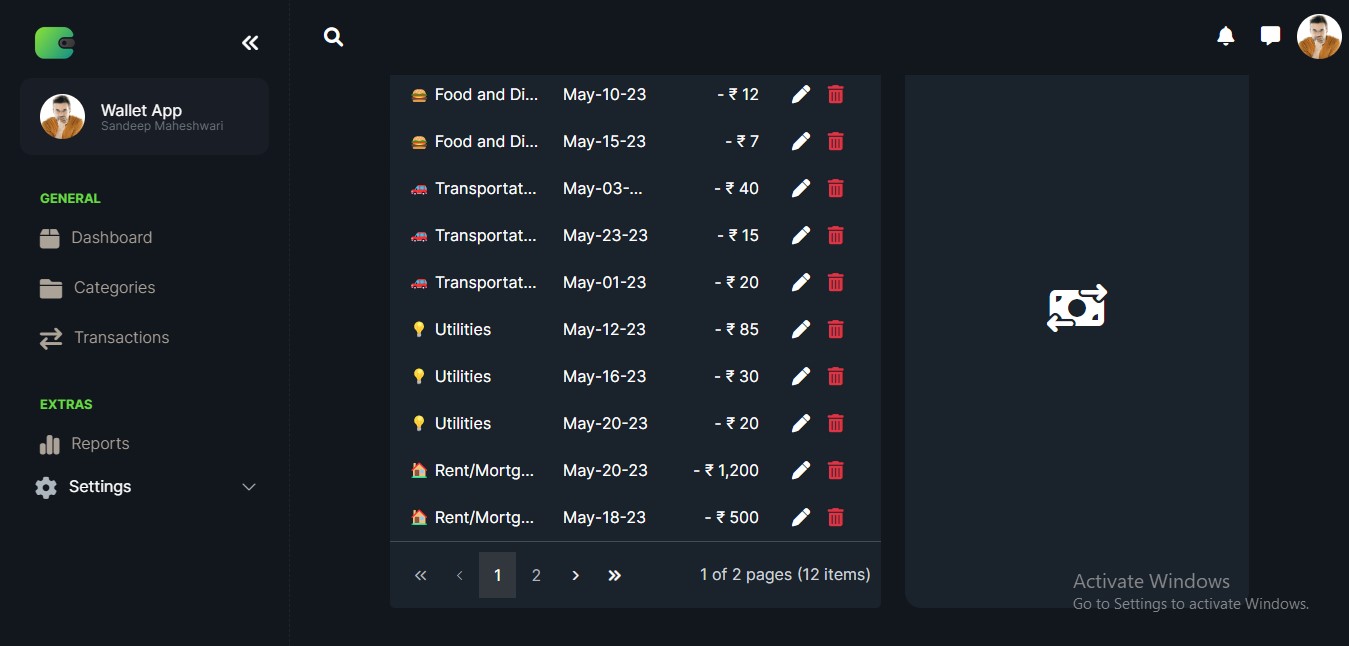 Wallet App
Sandeep Maheshwari
GENERAL
Dashboard
Categories
Transactions
EXTRAS
Reports
Settings
Food and Di... May-10-23 - ₹ 12
Food and Di... May-15-23 - ₹ 7
Transportat... May-03-... - ₹ 40
Transportat... May-23-23 - ₹ 15
Transportat... May-01-23 - ₹ 20
Utilities May-12-23 - ₹ 85
Utilities May-16-23 - ₹ 30
Utilities May-20-23 - ₹ 20
Rent/Mortg... May-20-23 - ₹ 1,200
Rent/Mortg... May-18-23 - ₹ 500
1 2 1 of 2 pages (12 items)
Activate Windows
Go to Settings to activate Windows.